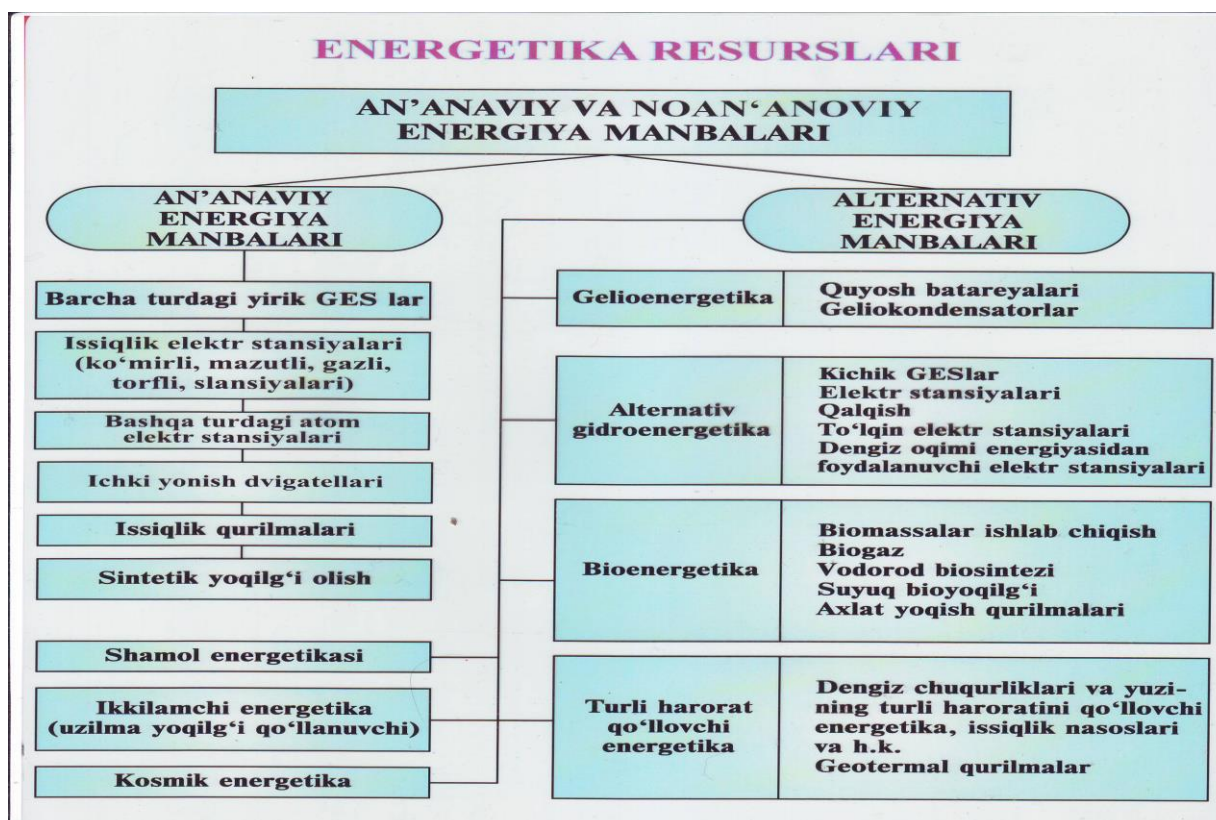 ENERGETIKA RESURSLARI
AN’ANAVIY VA NOAN‘ANOVIY
ENERGIYA MANBALARI
AN’ANAVIY
ENERGIYA
MANBALARI
Barcha turdagi yirik GES lar
Issiqlik elektr stansiyalari
(ko‘mirli, mazutli, gazli,
torfli, slansiyalari)
Bashqa turdagi atom
elektr stansiyalari
Ichki yonish dvigatellari
Issiqlik qurilmalari
Sintetik yoqilg‘i olish
Shamol energetikasi
Ikkilamchi energetika
(uzilma yoqilg‘i qo‘llanuvchi)
Kosmik energetika
ALTERNATIV
ENERGIYA
MANBALARI
Gelioenergetika
Quyosh batareyalari
Geliokondensatorlar
Alternativ
gidroenergetika
Kichik GESlar
Elektr stansiyalari
Qalqish
To‘lqin elektr stansiyalari
Dengiz oqimi energiyasidan
foydalanuvchi elektr stansiyalari
Bioenergetika
Biomassalar ishlab chiqish
Biogaz
Vodorod biosintezi
Suyuq bioyoqilg‘i
Axlat yoqish qurilmalari
Turli harorat
qo‘llovchi
energetika
Dengiz chuqurliklari va yuzi-
ning turli haroratini qo‘llovchi
energetika, issiqlik nasoslari
va h.k.
Geotermal qurilmalar